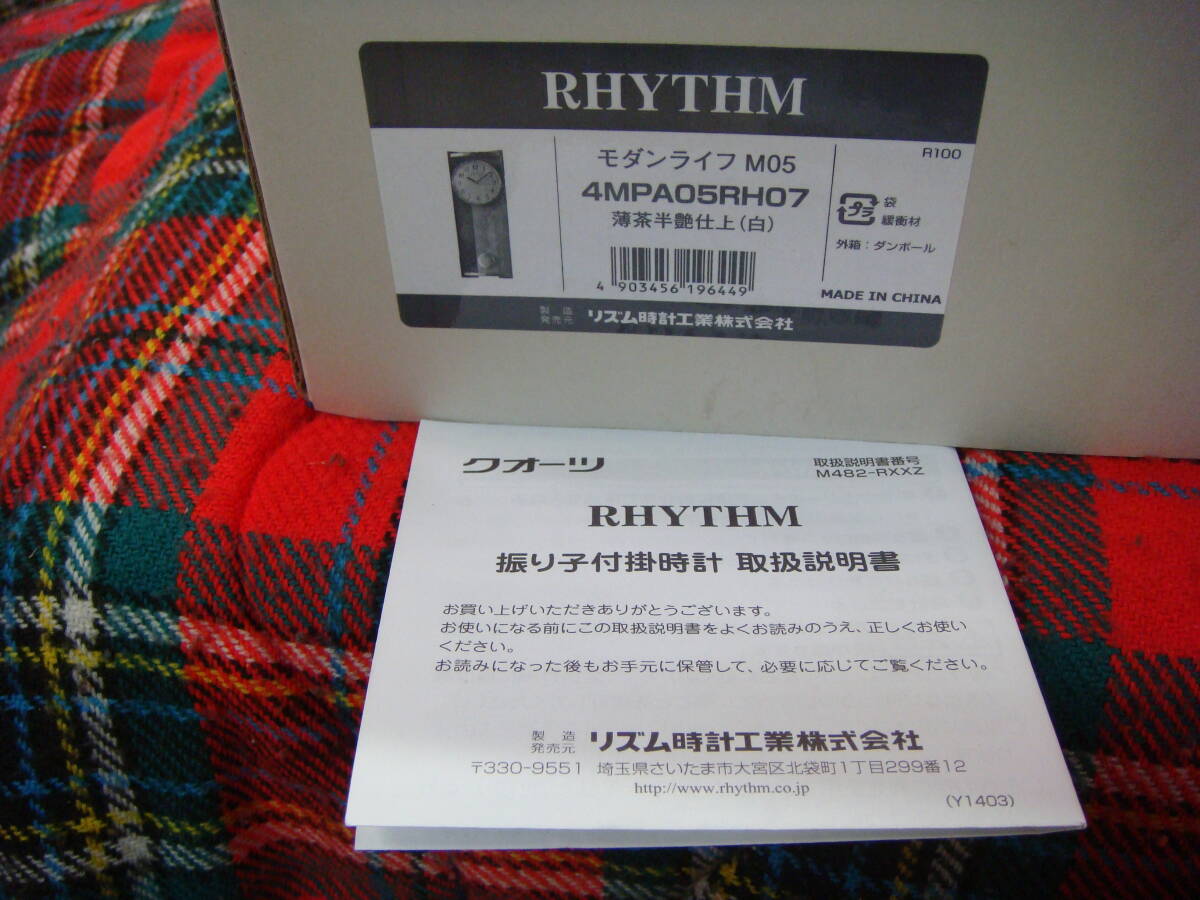 RHYTHM
R100
モダンライフ M05
4MPA05RH07
薄茶半艶仕上(白)
4 903456 196449
プラ
袋
緩衝材
外箱:ダンボール
MADE IN CHINA
製造
発売元
リズム時計工業株式会社
クオーツ
取扱説明書番号
M482-RXXZ
RHYTHM
振り子付掛時計 取扱説明書
お買い上げいただきありがとうございます。
お使いになる前にこの取扱説明書をよくお読みのうえ、正しくお使い
ください。
お読みになった後もお手元に保管して、必要に応じてご覧ください。
製造
発売元
リズム時計工業株式会社
〒330-9551 埼玉県さいたま市大宮区北袋町1丁目299番12
http://www.rhythm.co.jp
(Y1403)